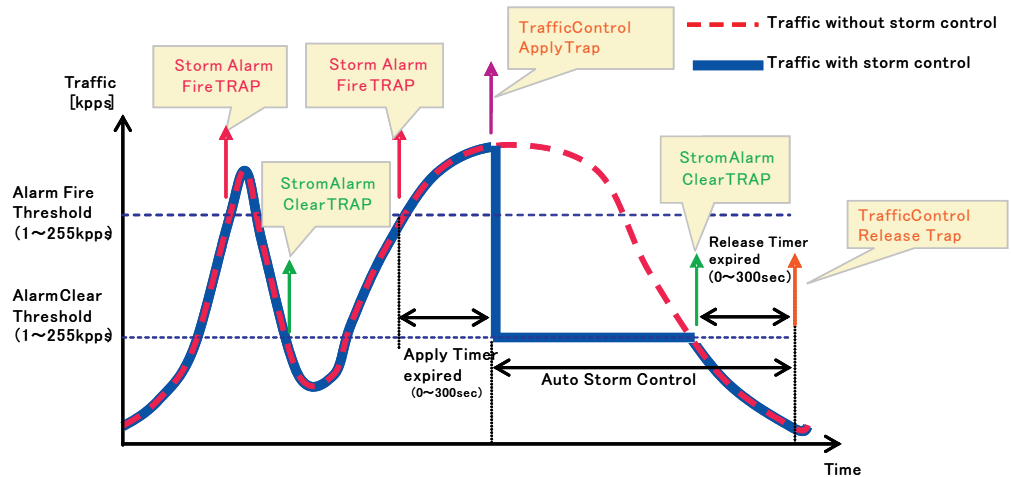 TrafficControl
ApplyTrap
Traffic without storm control
Traffic with storm control
Storm Alarm
FireTRAP
Storm Alarm
FireTRAP
Traffic
[kpps]
StromAlarm
ClearTRAP
StromAlarm
ClearTRAP
Alarm Fire
Threshold
(1～255kpps)
TrafficControl
Release Trap
Release Timer
expired
(0～300sec)
AlarmClear
Threshold
(1～255kpps)
Apply Timer
expired
(0～300sec)
Auto Storm Control
Time